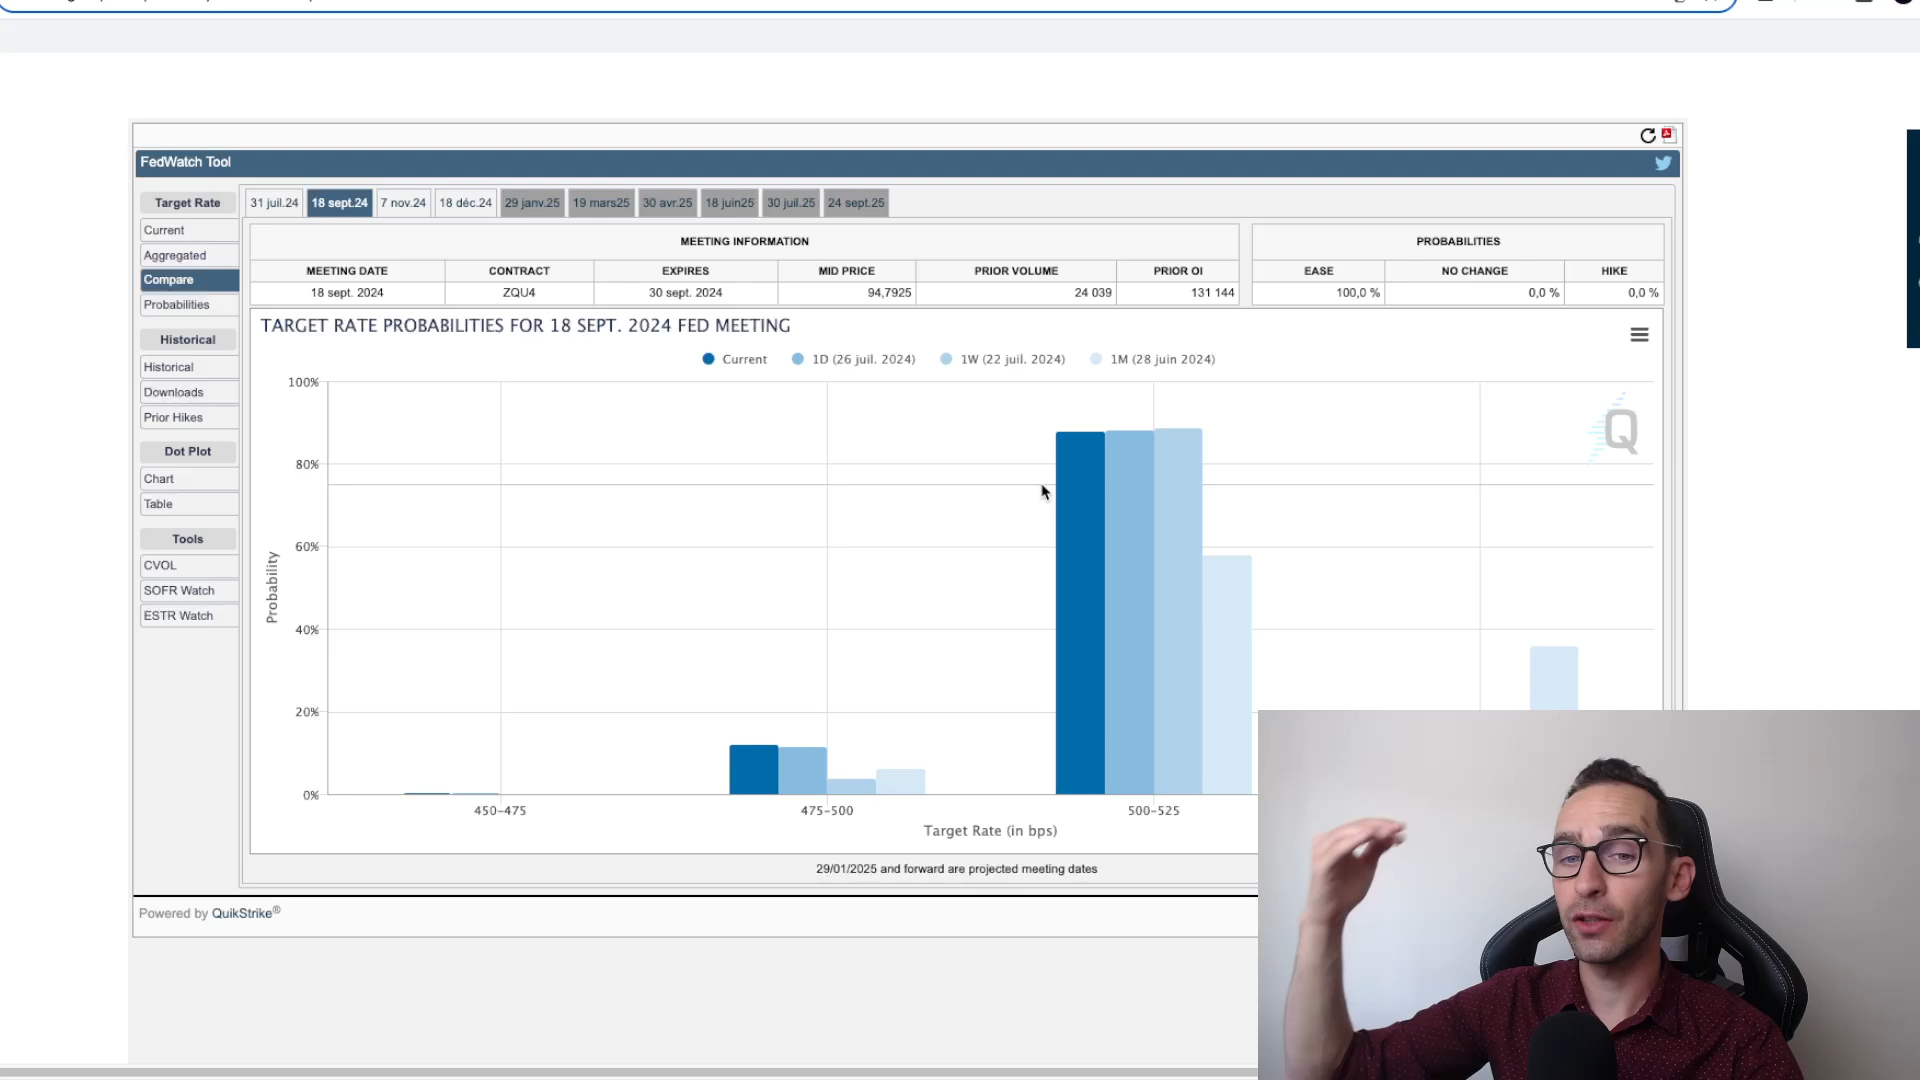 FedWatch Tool
Target Rate
Current
Aggregated
Compare
Probabilities
Historical
Historical
Downloads
Prior Hikes
Dot Plot
Chart
Table
Tools
CVOL
SOFR Watch
ESTR Watch
31 juil.24 18 sept.24 7 nov.24 18 déc.24 29 janv.25 19 mars25 30 avr.25 18 juin25 30 juil.25 24 sept.25
MEETING INFORMATION
MEETING DATE CONTRACT EXPIRES MID PRICE PRIOR VOLUME PRIOR OI
18 sept. 2024 ZQU4 30 sept. 2024 94,7925 24 039 131 144
PROBABILITIES
EASE NO CHANGE HIKE
100,0 % 0,0 % 0,0 %
TARGET RATE PROBABILITIES FOR 18 SEPT. 2024 FED MEETING
Current 1D (26 juil. 2024) 1W (22 juil. 2024) 1M (28 juin 2024)
Q
Probability
100%
80%
60%
40%
20%
0%
450-475 475-500 500-525
Target Rate (in bps)
29/01/2025 and forward are projected meeting dates
Powered by QuikStrike®